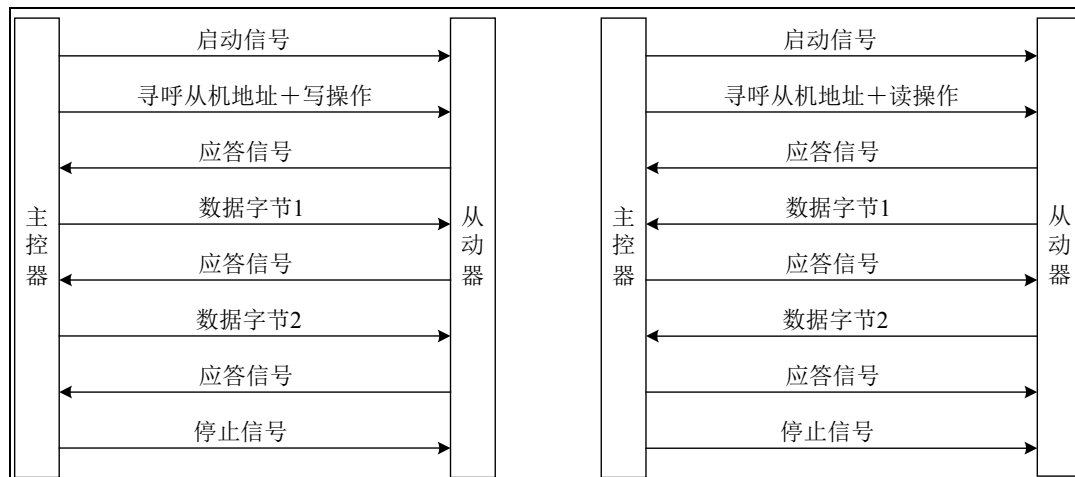 启动信号
寻呼从机地址＋写操作
应答信号
数据字节1
应答信号
数据字节2
应答信号
停止信号
主控器
从动器
启动信号
寻呼从机地址＋读操作
应答信号
数据字节1
应答信号
数据字节2
应答信号
停止信号
主控器
从动器